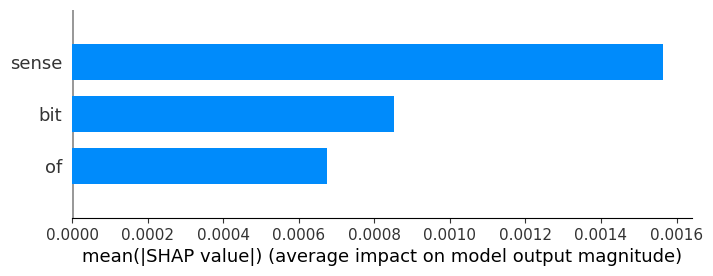 sense
bit
of
0.0000 0.0002 0.0004 0.0006 0.0008 0.0010 0.0012 0.0014 0.0016
mean(|SHAP value|) (average impact on model output magnitude)